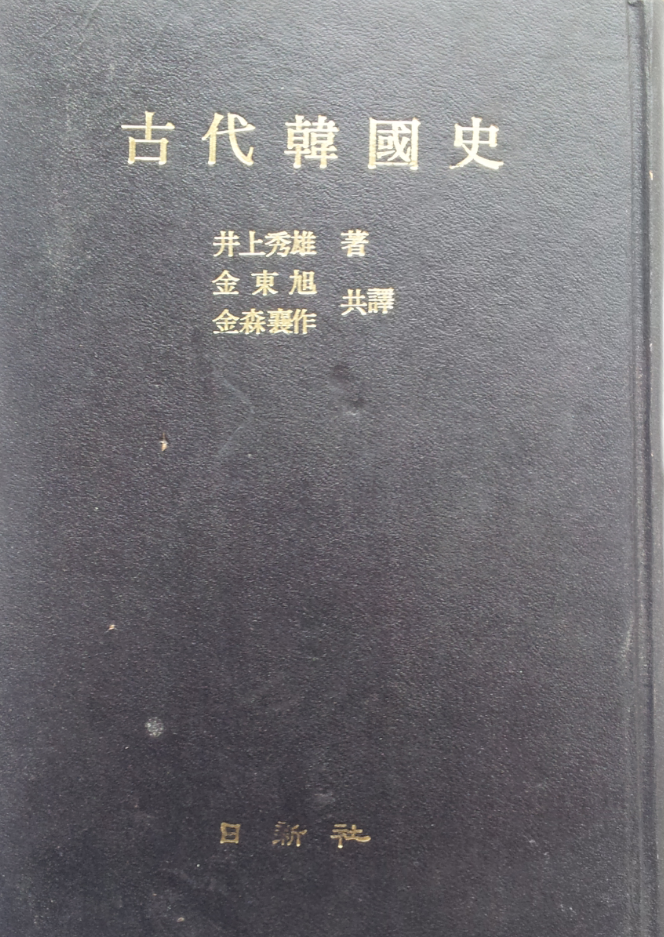 古代韓國史
井上秀雄 著
金東旭
金森襄作 共譯
日新社